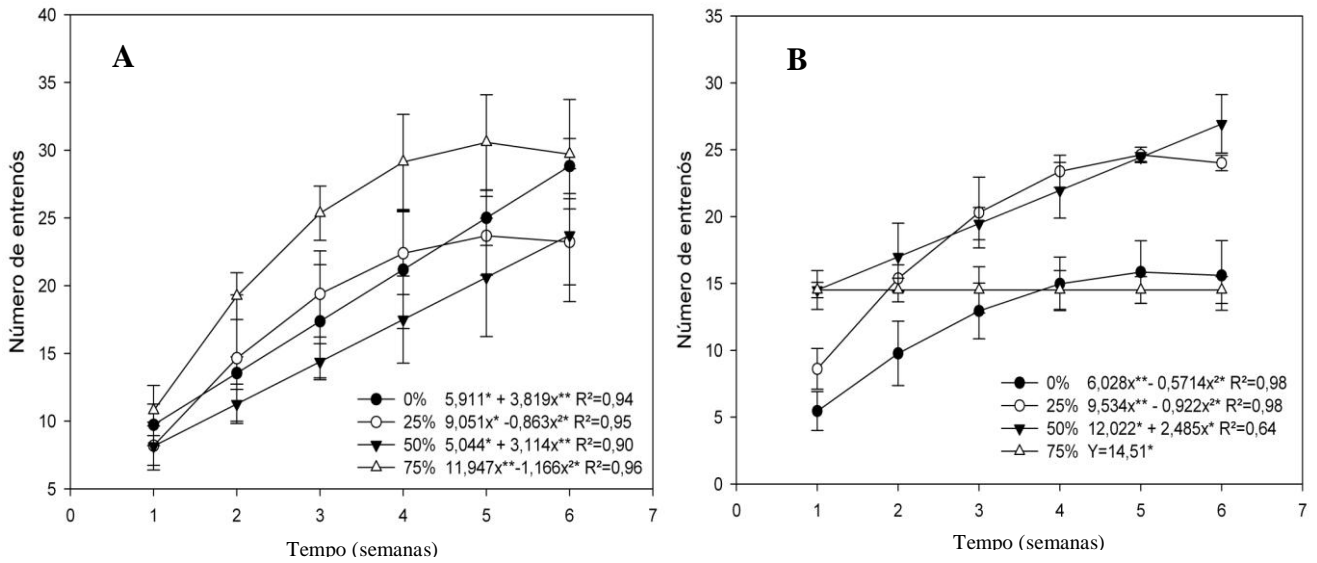 A
Número de entrenós
40
35
30
25
20
15
10
5
0% 5,911* + 3,819x** R²=0,94
25% 9,051x* -0,863x²* R²=0,95
50% 5,044* + 3,114x** R²=0,90
75% 11,947x**-1,166x²* R²=0,96
0 1 2 3 4 5 6 7
Tempo (semanas)
B
Número de entrenós
35
30
25
20
15
10
5
0
0% 6,028x**- 0,5714x²* R²=0,98
25% 9,534x** - 0,922x²* R²=0,98
50% 12,022* + 2,485x* R²=0,64
75% Y=14,51*
0 1 2 3 4 5 6 7
Tempo (semanas)